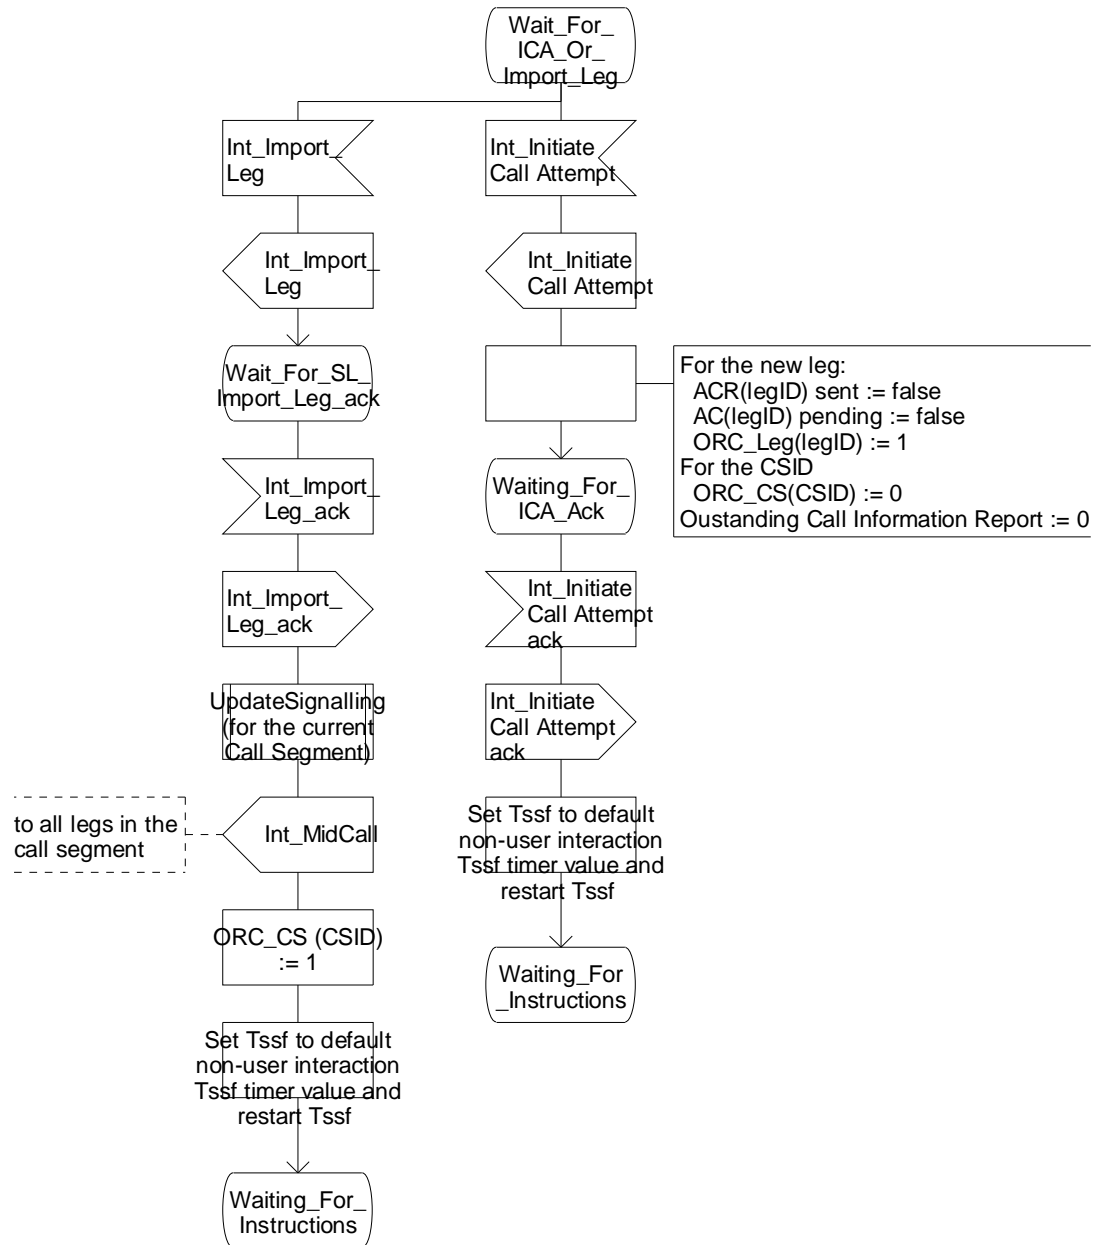 Wait_For_
ICA_Or_
Import_Leg
Int_Import_
Leg
Int_Import_
Leg
Wait_For_SL_
Import_Leg_ack
Int_Import_
Leg_ack
Int_Import_
Leg_ack
UpdateSignalling
(for the current
Call Segment)
to all legs in the
call segment
Int_MidCall
ORC_CS (CSID)
:= 1
Set Tssf to default
non-user interaction
Tssf timer value and
restart Tssf
Waiting_For_
Instructions
Int_Initiate
Call Attempt
Int_Initiate
Call Attempt
For the new leg:
ACR(legID) sent := false
AC(legID) pending := false
ORC_Leg(legID) := 1
For the CSID
ORC_CS(CSID) := 0
Oustanding Call Information Report := 0
Waiting_For_
ICA_Ack
Int_Initiate
Call Attempt
ack
Int_Initiate
Call Attempt
ack
Set Tssf to default
non-user interaction
Tssf timer value and
restart Tssf
Waiting_For
_Instructions